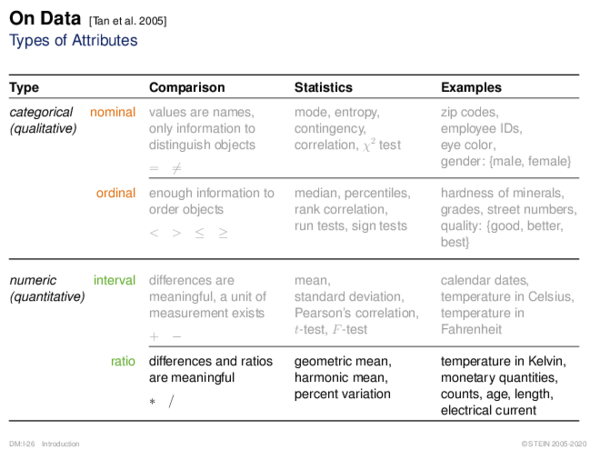 On Data [Tan et al. 2005]
Types of Attributes
Type Comparison Statistics Examples
categorical (qualitative) nominal
values are names,
only information to
distinguish objects
= ≠
mode, entropy,
contingency,
correlation, χ² test
zip codes,
employee IDs,
eye color,
gender: {male, female}
ordinal
enough information to
order objects
< > ≤ ≥
median, percentiles,
rank correlation,
run tests, sign tests
hardness of minerals,
grades, street numbers,
quality: {good, better,
best}
numeric (quantitative) interval
differences are
meaningful, a unit of
measurement exists
+ −
mean,
standard deviation,
Pearson's correlation,
t-test, F-test
calendar dates,
temperature in Celsius,
temperature in
Fahrenheit
ratio
differences and ratios
are meaningful
* /
geometric mean,
harmonic mean,
percent variation
temperature in Kelvin,
monetary quantities,
counts, age, length,
electrical current
DM:I-26 Introduction
©STEIN 2005-2020